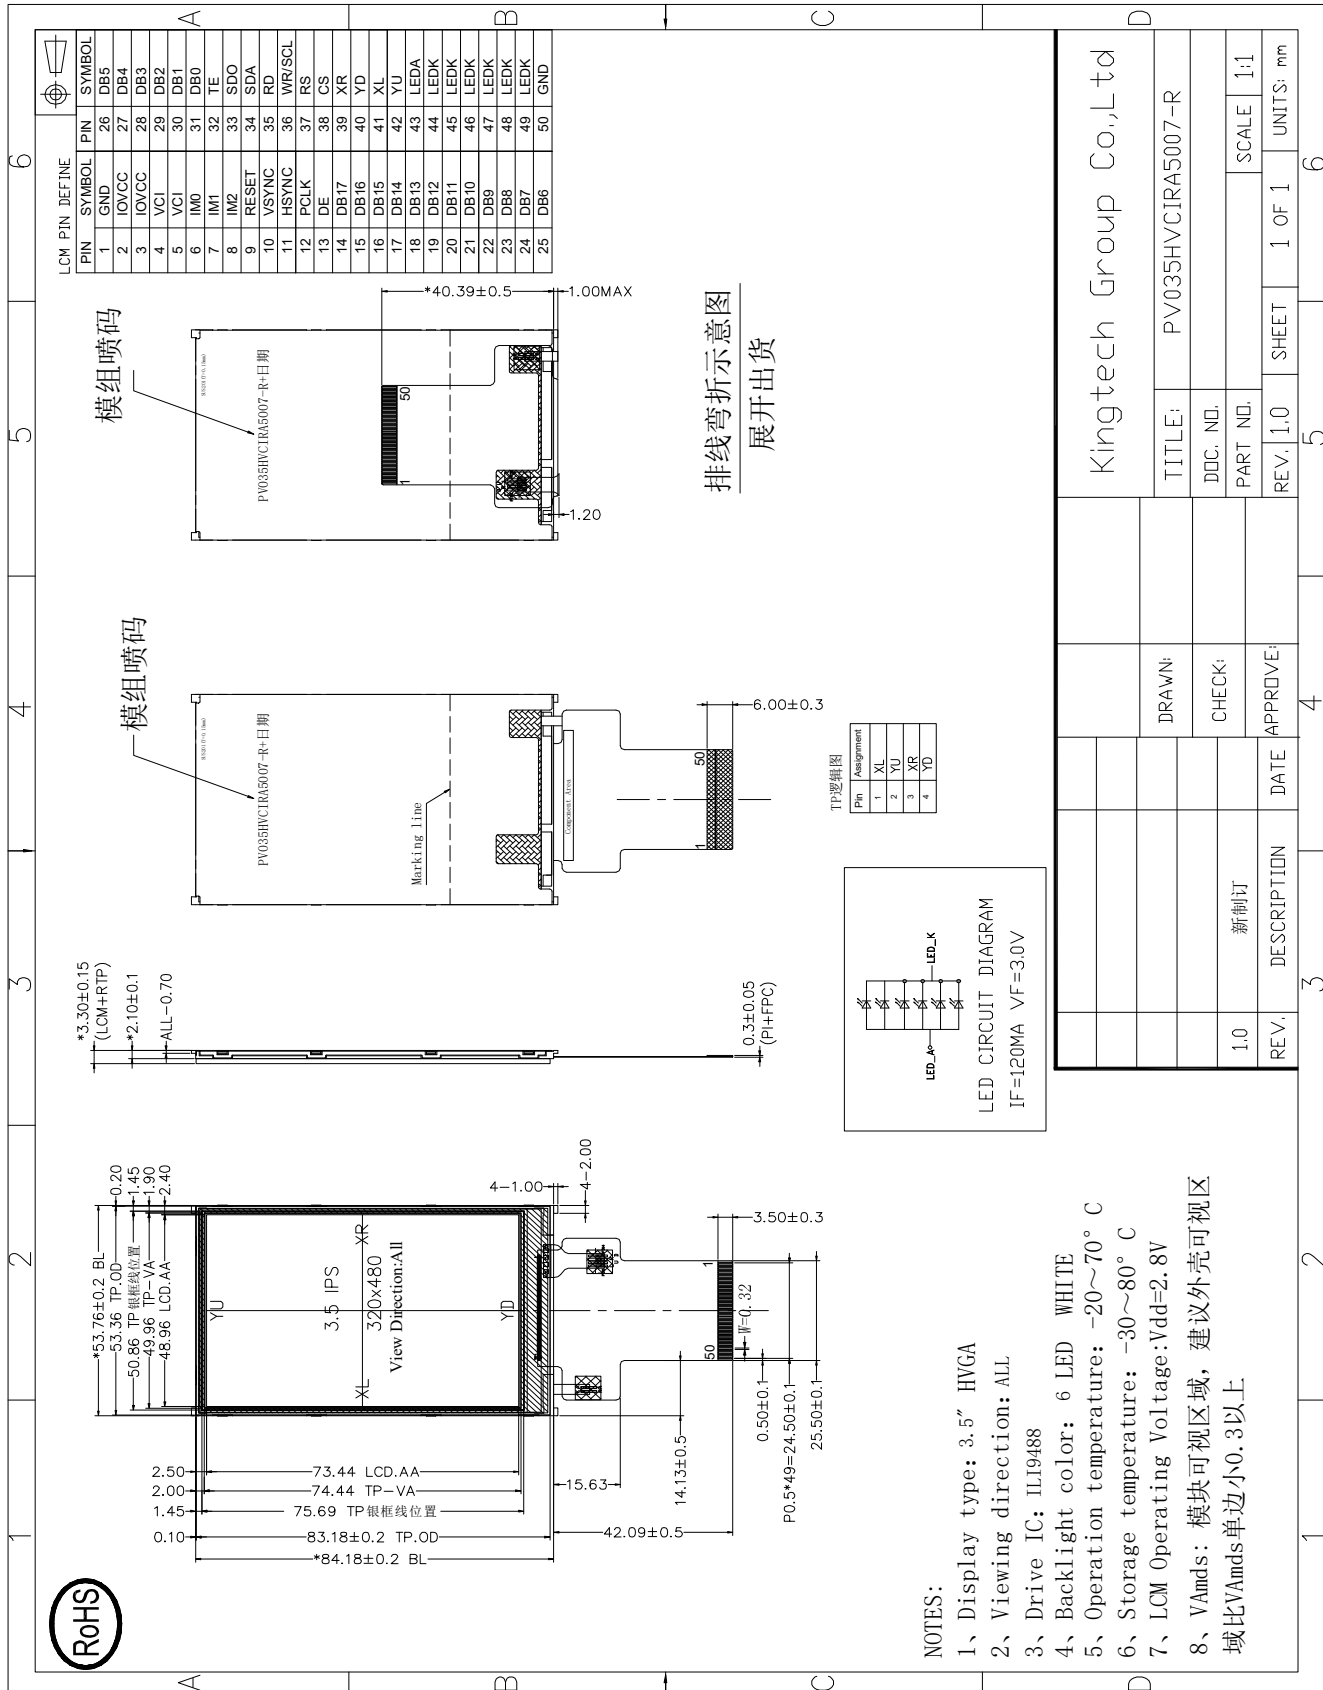 RoHS
1 2 3 4 5 6
A B C D
*53.76±0.2 BL
53.36 TP.OD
50.86 TP银框线位置
49.96 TP-VA
48.96 LCD.AA
0.20
1.45
1.90
2.40
YU
3.5 IPS
320x480
View Direction:All
XL
XR
YD
2.50
73.44 LCD.AA
2.00
74.44 TP-VA
1.45
75.69 TP银框线位置
0.10
83.18±0.2 TP.OD
*84.18±0.2 BL
15.63
42.09±0.5
4-1.00
4-2.00
3.50±0.3
50
1
W=0.32
14.13±0.5
0.50±0.1
P0.5*49=24.50±0.1
25.50±0.1
*3.30±0.15
(LCM+RTP)
*2.10±0.1
ALL-0.70
0.3±0.05
(PI+FPC)
模组喷码
PV035HVCIRA5007-R+日期
Marking line
Component Area
1
50
6.00±0.3
模组喷码
PV035HVCIRA5007-R+日期
1
50
*40.39±0.5
1.00MAX
1.20
排线弯折示意图
展开出货
LCM PIN DEFINE
PIN SYMBOL PIN SYMBOL
1 GND 26 DB5
2 IOVCC 27 DB4
3 IOVCC 28 DB3
4 VCI 29 DB2
5 VCI 30 DB1
6 IM0 31 DB0
7 IM1 32 TE
8 IM2 33 SDO
9 RESET 34 SDA
10 VSYNC 35 RD
11 HSYNC 36 WR/SCL
12 PCLK 37 RS
13 DE 38 CS
14 DB17 39 XR
15 DB16 40 YD
16 DB15 41 XL
17 DB14 42 YU
18 DB13 43 LEDA
19 DB12 44 LEDK
20 DB11 45 LEDK
21 DB10 46 LEDK
22 DB9 47 LEDK
23 DB8 48 LEDK
24 DB7 49 LEDK
25 DB6 50 GND
TP逻辑图
Pin Assignment
1 XL
2 YU
3 XR
4 YD
LED_A
LED_K
LED CIRCUIT DIAGRAM
IF=120MA VF=3.0V
NOTES:
1、Display type: 3.5″ HVGA
2、Viewing direction: ALL
3、Drive IC: ILI9488
4、Backlight color: 6 LED WHITE
5、Operation temperature: -20～70° C
6、Storage temperature: -30～80° C
7、LCM Operating Voltage:Vdd=2.8V
8、VAmds: 模块可视区域, 建议外壳可视区
域比VAmds单边小0.3以上
1.0 新制订
REV. DESCRIPTION DATE
DRAWN:
CHECK:
APPROVE:
Kingtech Group Co.,Ltd
TITLE: PV035HVCIRA5007-R
DOC. NO.
PART NO. SCALE 1:1
REV. 1.0 SHEET 1 OF 1 UNITS: mm
1 2 3 4 5 6
A B C D